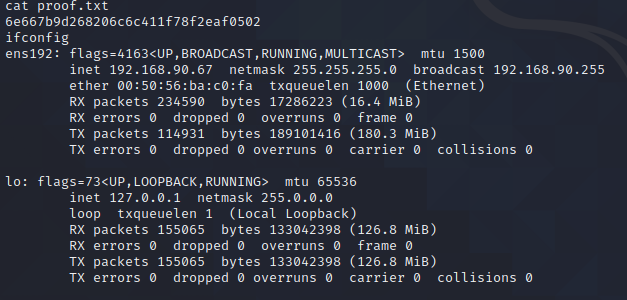 cat proof.txt
6e667b9d268206c6c411f78f2eaf0502
ifconfig
ens192: flags=4163<UP,BROADCAST,RUNNING,MULTICAST>  mtu 1500
        inet 192.168.90.67  netmask 255.255.255.0  broadcast 192.168.90.255
        ether 00:50:56:ba:c0:fa  txqueuelen 1000  (Ethernet)
        RX packets 234590  bytes 17286223 (16.4 MiB)
        RX errors 0  dropped 0  overruns 0  frame 0
        TX packets 114931  bytes 189101416 (180.3 MiB)
        TX errors 0  dropped 0 overruns 0  carrier 0  collisions 0

lo: flags=73<UP,LOOPBACK,RUNNING>  mtu 65536
        inet 127.0.0.1  netmask 255.0.0.0
        loop  txqueuelen 1  (Local Loopback)
        RX packets 155065  bytes 133042398 (126.8 MiB)
        RX errors 0  dropped 0  overruns 0  frame 0
        TX packets 155065  bytes 133042398 (126.8 MiB)
        TX errors 0  dropped 0 overruns 0  carrier 0  collisions 0